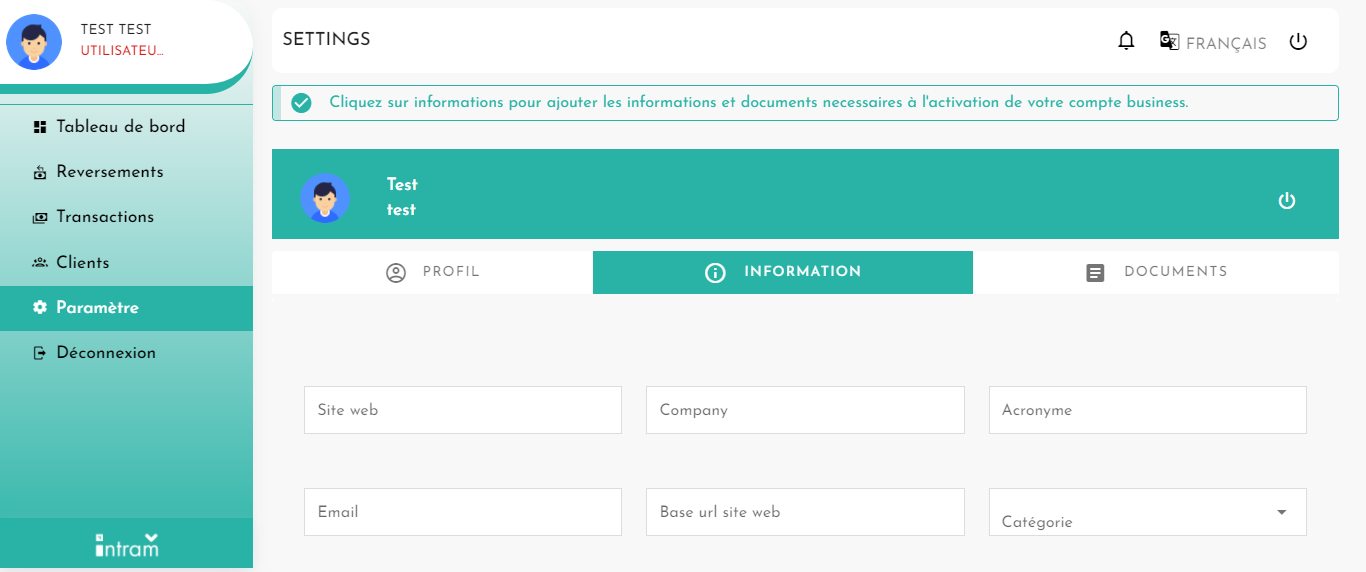 TEST TEST
UTILISATEU...
Tableau de bord
Reversements
Transactions
Clients
Paramètre
Déconnexion
intram
SETTINGS
FRANÇAIS
Cliquez sur informations pour ajouter les informations et documents necessaires à l'activation de votre compte business.
Test
test
PROFIL
INFORMATION
DOCUMENTS
Site web
Company
Acronyme
Email
Base url site web
Catégorie